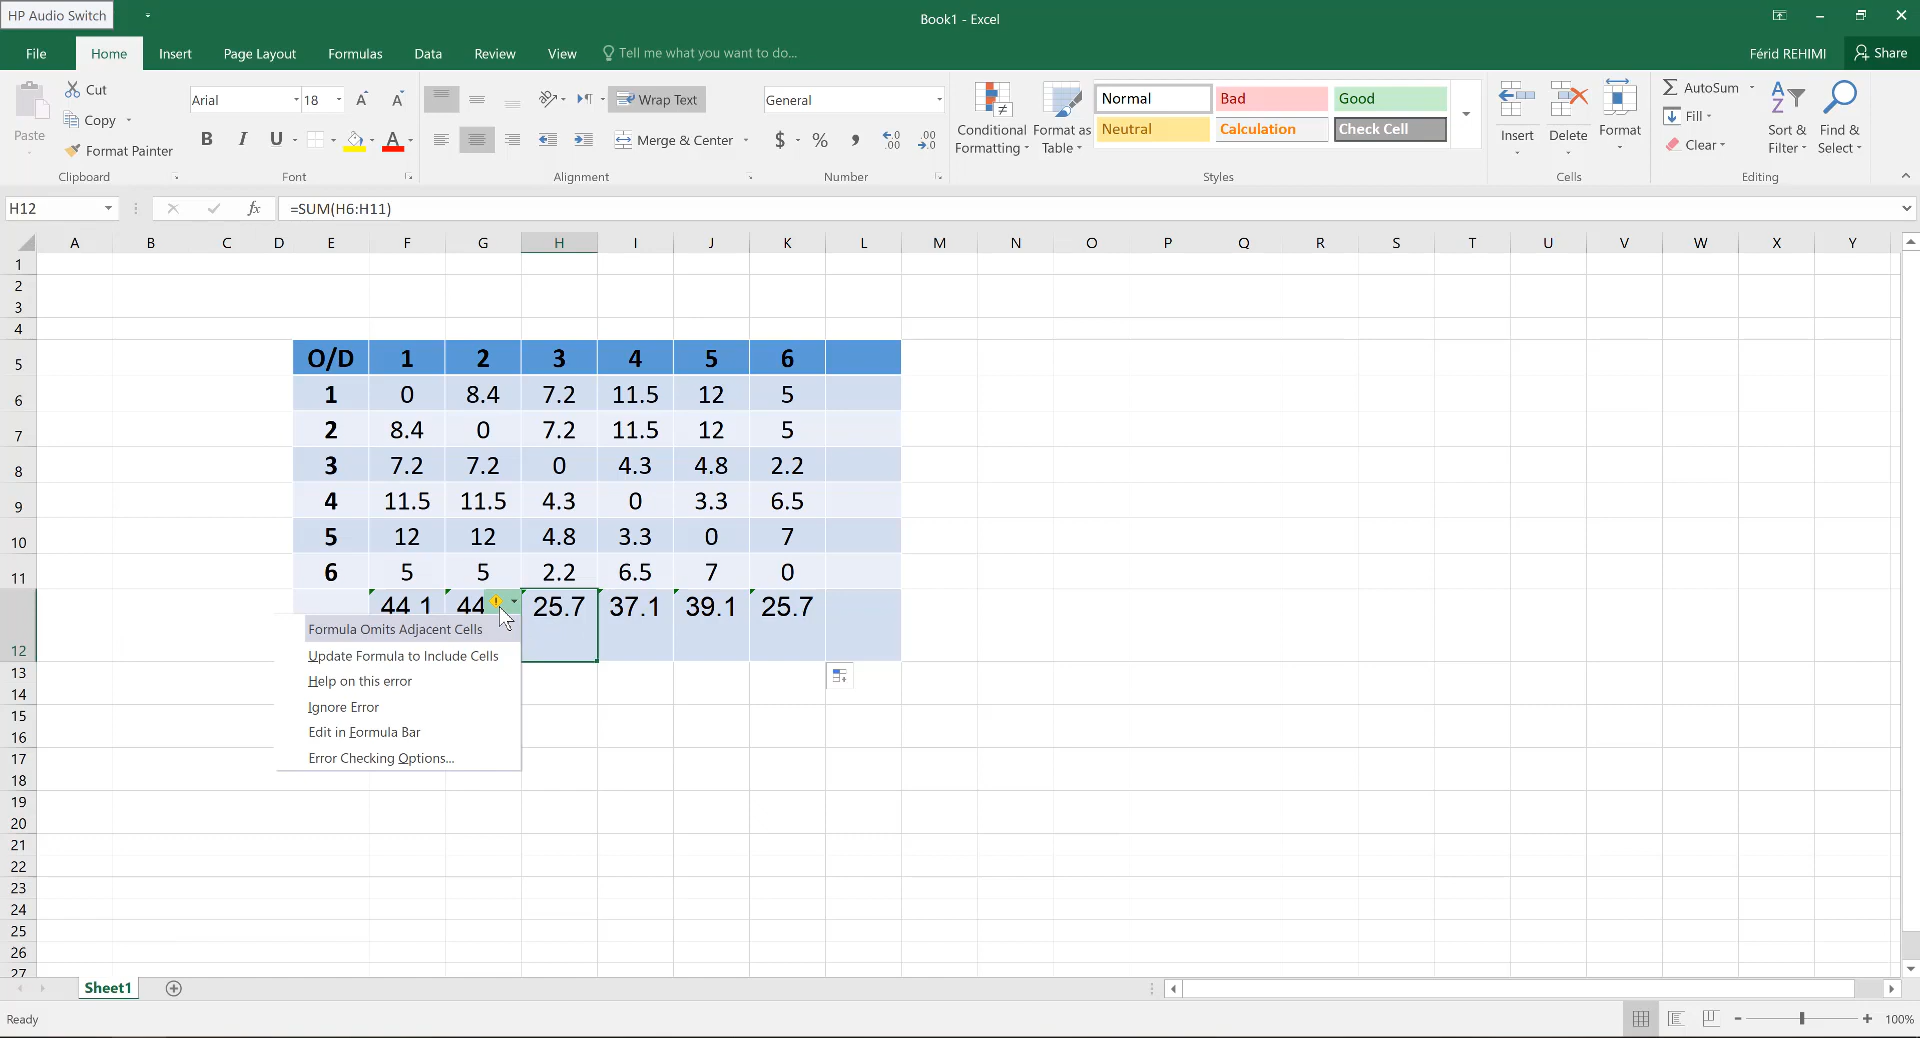 HP Audio Switch
Book1 - Excel
File Home Insert Page Layout Formulas Data Review View Tell me what you want to do... Férid REHIMI Share
Paste
Cut
Copy
Format Painter
Clipboard
Arial 18
B I U
Font
Wrap Text
Merge & Center
Alignment
General
$ % , .00 .00
Number
Conditional Formatting
Format as Table
Normal Bad Good
Neutral Calculation Check Cell
Styles
Insert Delete Format
Cells
AutoSum
Fill
Clear
Sort & Filter
Find & Select
Editing
H12 fx =SUM(H6:H11)
A B C D E F G H I J K L M N O P Q R S T U V W X Y
1
2
3
4
5 O/D 1 2 3 4 5 6
6 1 0 8.4 7.2 11.5 12 5
7 2 8.4 0 7.2 11.5 12 5
8 3 7.2 7.2 0 4.3 4.8 2.2
9 4 11.5 11.5 4.3 0 3.3 6.5
10 5 12 12 4.8 3.3 0 7
11 6 5 5 2.2 6.5 7 0
12 44.1 44 25.7 37.1 39.1 25.7
Formula Omits Adjacent Cells
Update Formula to Include Cells
Help on this error
Ignore Error
Edit in Formula Bar
Error Checking Options...
13
14
15
16
17
18
19
20
21
22
23
24
25
26
27
Sheet1
Ready
100%